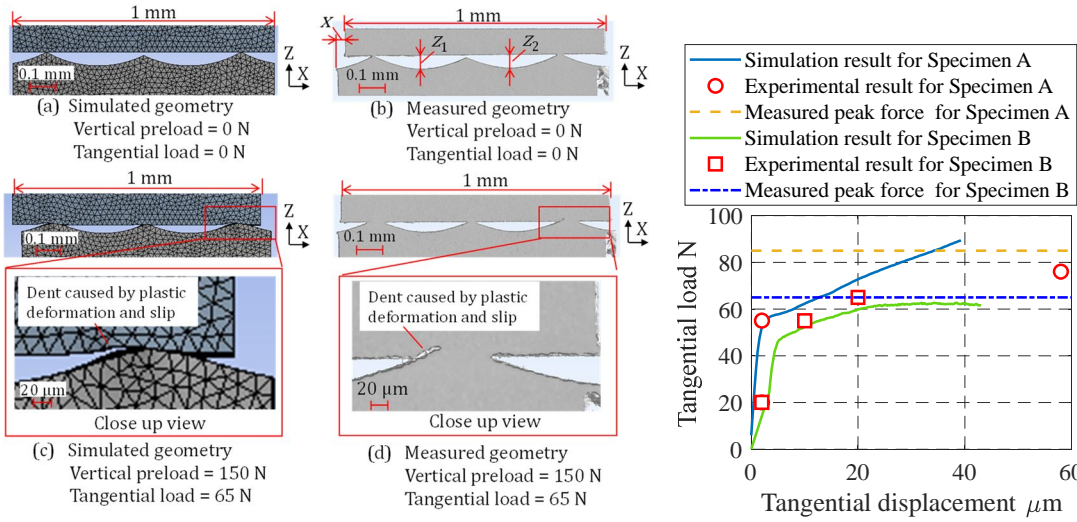 1 mm
0.1 mm
Z
X
(a) Simulated geometry
Vertical preload = 0 N
Tangential load = 0 N
1 mm
X
Z1
Z2
0.1 mm
Z
X
(b) Measured geometry
Vertical preload = 0 N
Tangential load = 0 N
1 mm
0.1 mm
Z
X
Dent caused by plastic
deformation and slip
20 μm
Close up view
(c) Simulated geometry
Vertical preload = 150 N
Tangential load = 65 N
1 mm
0.1 mm
Z
X
Dent caused by plastic
deformation and slip
20 μm
Close up view
(d) Measured geometry
Vertical preload = 150 N
Tangential load = 65 N
Simulation result for Specimen A
Experimental result for Specimen A
Measured peak force for Specimen A
Simulation result for Specimen B
Experimental result for Specimen B
Measured peak force for Specimen B
Tangential load N
100
80
60
40
20
0
0 20 40 60
Tangential displacement μm